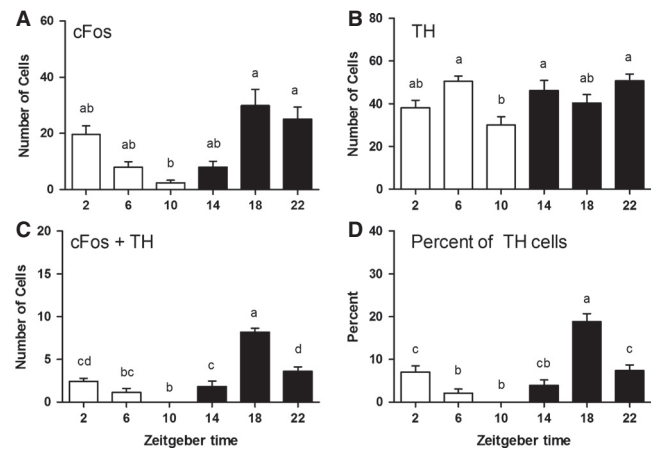 A
cFos
Number of Cells
60
40
20
0
ab
ab
b
ab
a
a
2 6 10 14 18 22
B
TH
Number of Cells
80
60
40
20
0
ab
a
b
a
ab
a
2 6 10 14 18 22
C
cFos + TH
Number of Cells
20
15
10
5
0
cd
bc
b
c
a
d
2 6 10 14 18 22
Zeitgeber time
D
Percent of TH cells
Percent
40
30
20
10
0
c
b
b
cb
a
c
2 6 10 14 18 22
Zeitgeber time